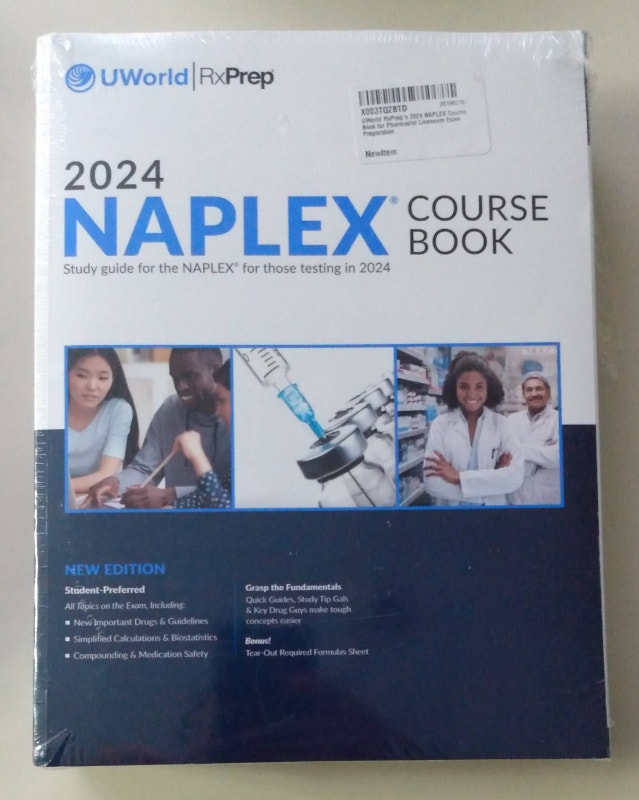 UWorld RxPrep
X003TQZBTD
UWorld RxPrep's 2024 NAPLEX Course
Book for Pharmacist Licensure Exam
Preparation
NewItem
2024
NAPLEX® COURSE
BOOK
Study guide for the NAPLEX® for those testing in 2024
NEW EDITION
Student-Preferred
All Topics on the Exam, Including:
▪ New Important Drugs & Guidelines
▪ Simplified Calculations & Biostatistics
▪ Compounding & Medication Safety
Grasp the Fundamentals
Quick Guides, Study Tip Gals
& Key Drug Guys make tough
concepts easier
Bonus!
Tear-Out Required Formulas Sheet